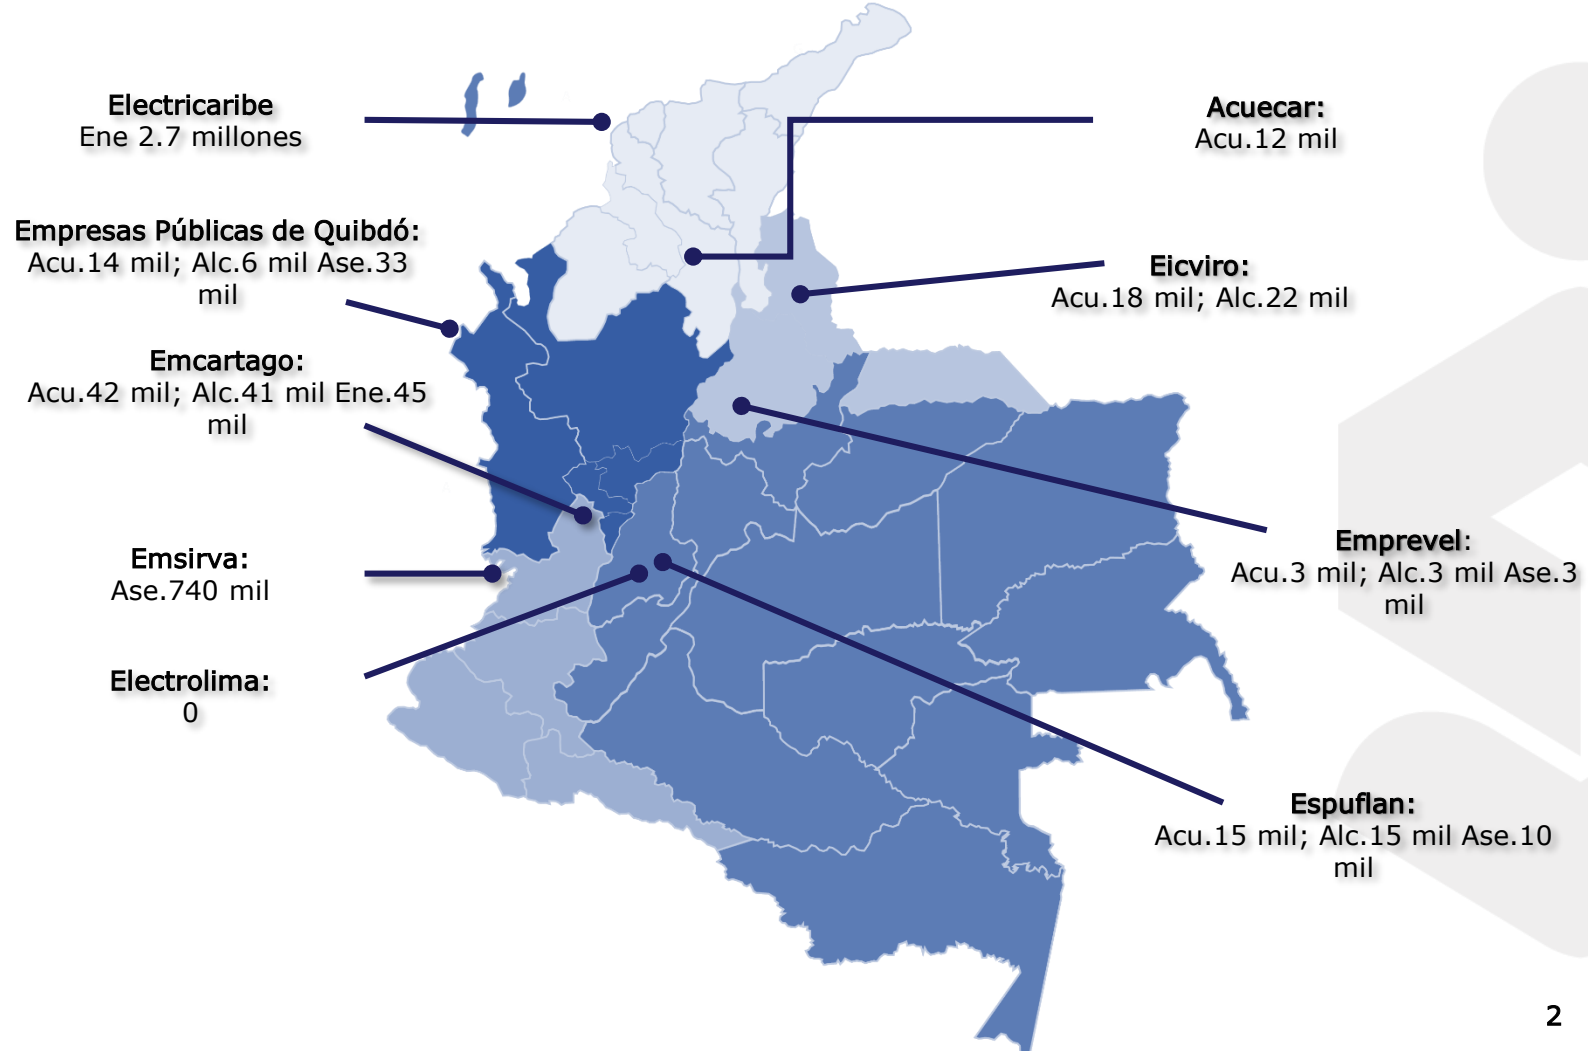 Electricaribe
Ene 2.7 millones
Empresas Públicas de Quibdó:
Acu.14 mil; Alc.6 mil Ase.33
mil
Emcartago:
Acu.42 mil; Alc.41 mil Ene.45
mil
Emsirva:
Ase.740 mil
Electrolima:
0
Acuecar:
Acu.12 mil
Eicviro:
Acu.18 mil; Alc.22 mil
Emprevel:
Acu.3 mil; Alc.3 mil Ase.3
mil
Espuflan:
Acu.15 mil; Alc.15 mil Ase.10
mil
2